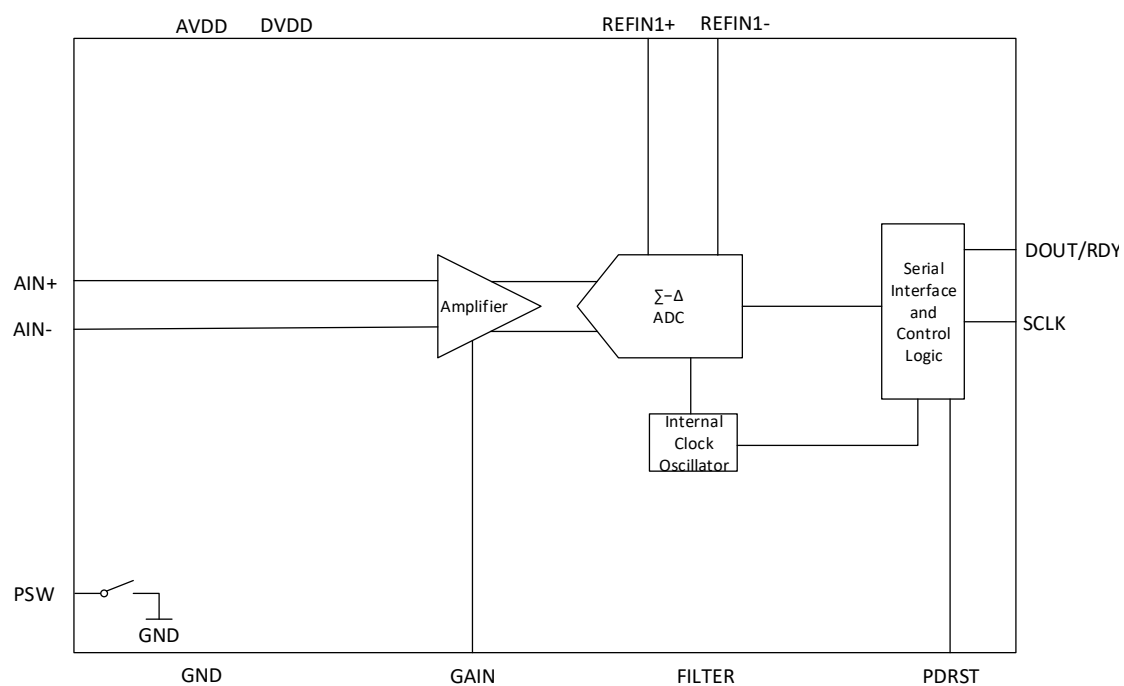 AVDD DVDD REFIN1+ REFIN1-
AIN+
AIN-
Amplifier
∑−Δ
ADC
Serial
Interface
and
Control
Logic
DOUT/RDY
SCLK
Internal
Clock
Oscillator
PSW
GND
GND GAIN FILTER PDRST